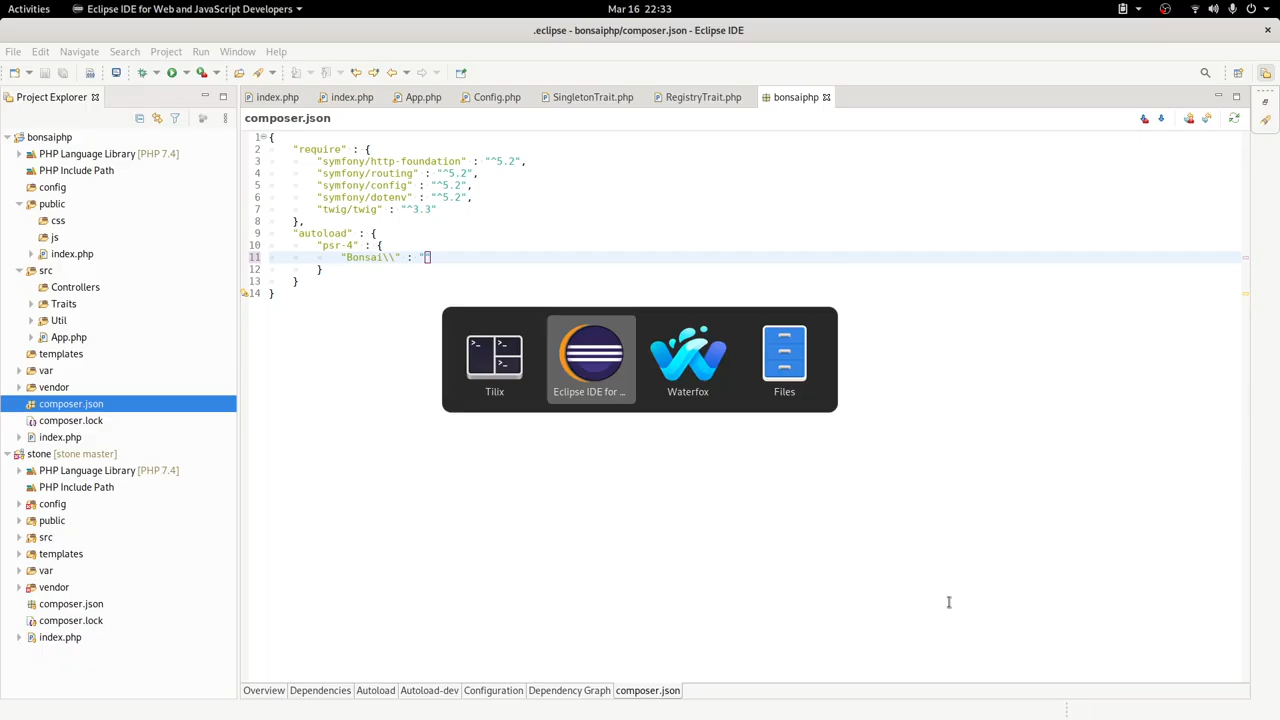 Activities
Eclipse IDE for Web and JavaScript Developers
Mar 16 22:33
.eclipse - bonsaiphp/composer.json - Eclipse IDE
File Edit Navigate Search Project Run Window Help
Project Explorer
index.php
index.php
App.php
Config.php
SingletonTrait.php
RegistryTrait.php
bonsaiphp
composer.json
bonsaiphp
PHP Language Library [PHP 7.4]
PHP Include Path
config
public
css
js
index.php
src
Controllers
Traits
Util
App.php
templates
var
vendor
composer.json
composer.lock
index.php
stone [stone master]
PHP Language Library [PHP 7.4]
PHP Include Path
config
public
src
templates
var
vendor
composer.json
composer.lock
index.php
1 {
2 "require" : {
3 "symfony/http-foundation" : "^5.2",
4 "symfony/routing" : "^5.2",
5 "symfony/config" : "^5.2",
6 "symfony/dotenv" : "^5.2",
7 "twig/twig" : "^3.3"
8 },
9 "autoload" : {
10 "psr-4" : {
11 "Bonsai\\" : ""
12 }
13 }
14 }
Tilix
Eclipse IDE for ...
Waterfox
Files
Overview Dependencies Autoload Autoload-dev Configuration Dependency Graph composer.json